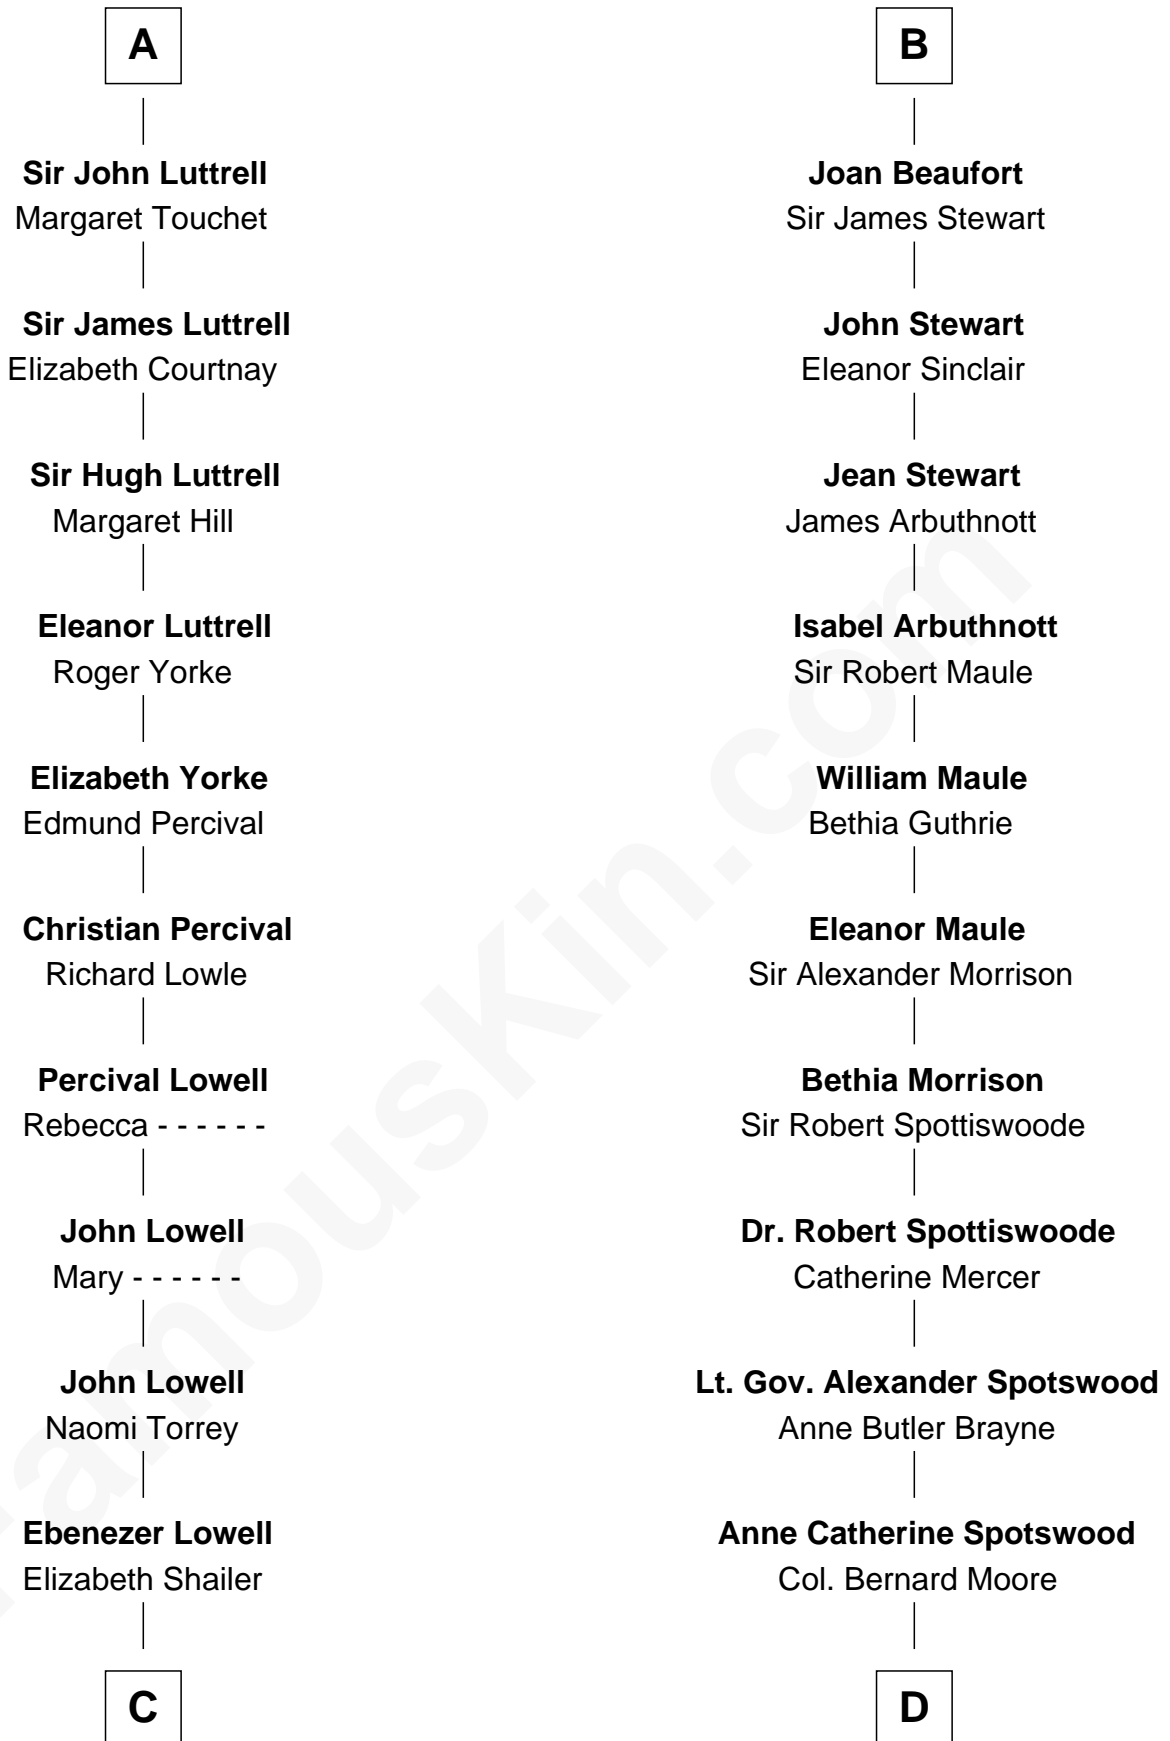 A
Sir John Luttrell
Margaret Touchet
Sir James Luttrell
Elizabeth Courtnay
Sir Hugh Luttrell
Margaret Hill
Eleanor Luttrell
Roger Yorke
Elizabeth Yorke
Edmund Percival
Christian Percival
Richard Lowle
Percival Lowell
Rebecca - - - - - -
John Lowell
Mary - - - - - -
John Lowell
Naomi Torrey
Ebenezer Lowell
Elizabeth Shailer
C
B
Joan Beaufort
Sir James Stewart
John Stewart
Eleanor Sinclair
Jean Stewart
James Arbuthnott
Isabel Arbuthnott
Sir Robert Maule
William Maule
Bethia Guthrie
Eleanor Maule
Sir Alexander Morrison
Bethia Morrison
Sir Robert Spottiswoode
Dr. Robert Spottiswoode
Catherine Mercer
Lt. Gov. Alexander Spotswood
Anne Butler Brayne
Anne Catherine Spotswood
Col. Bernard Moore
D
FamousKin.com